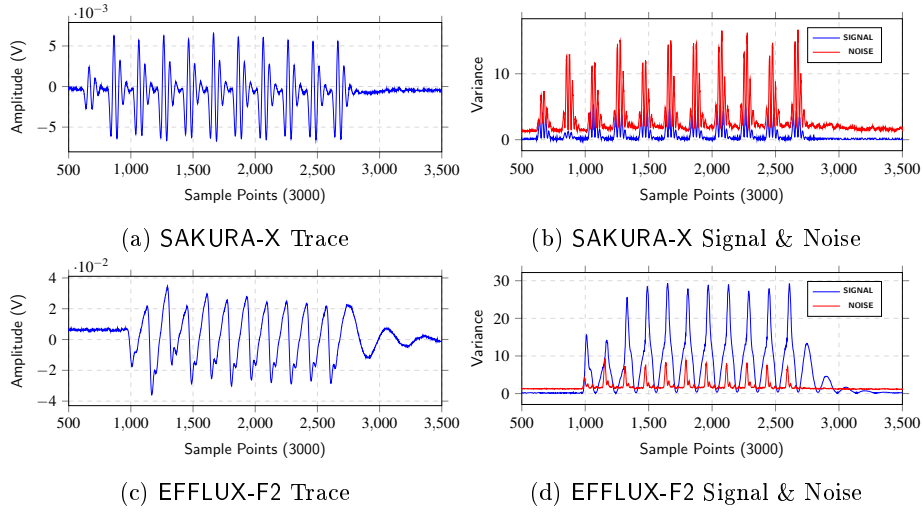 ·10⁻³
5
0
−5
Amplitude (V)
500 1,000 1,500 2,000 2,500 3,000 3,500
Sample Points (3000)
(a) SAKURA-X Trace
10
0
Variance
SIGNAL
NOISE
500 1,000 1,500 2,000 2,500 3,000 3,500
Sample Points (3000)
(b) SAKURA-X Signal & Noise
·10⁻²
4
2
0
−2
−4
Amplitude (V)
500 1,000 1,500 2,000 2,500 3,000 3,500
Sample Points (3000)
(c) EFFLUX-F2 Trace
30
20
10
0
Variance
SIGNAL
NOISE
500 1,000 1,500 2,000 2,500 3,000 3,500
Sample Points (3000)
(d) EFFLUX-F2 Signal & Noise